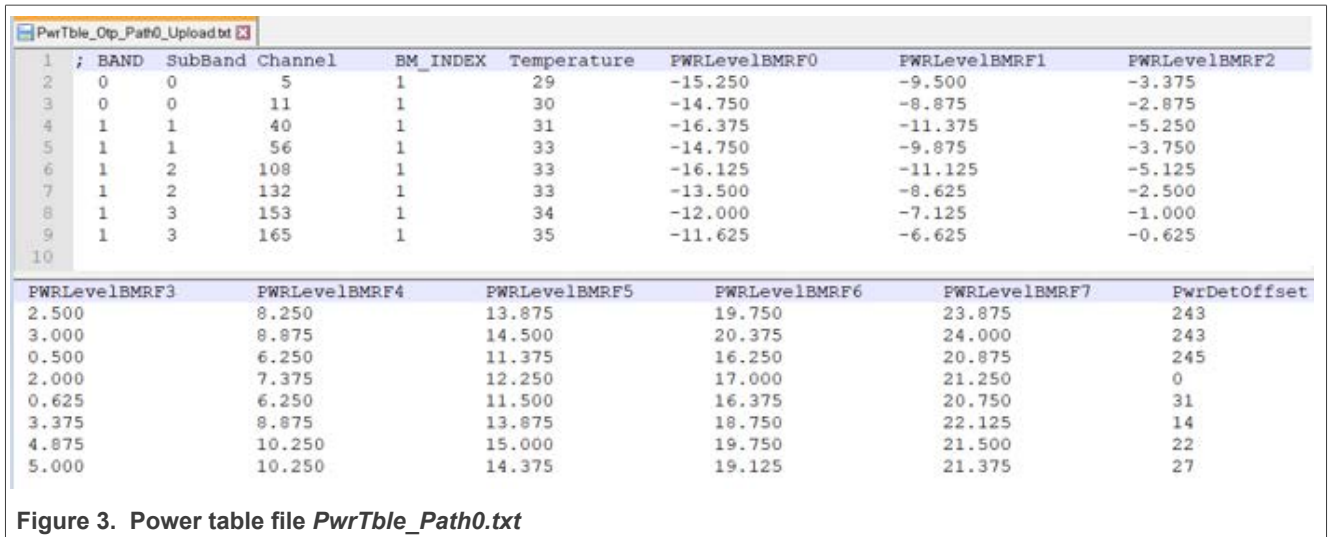 PwrTble_Otp_Path0_Upload.txt
1 ; BAND SubBand Channel BM_INDEX Temperature PWRLevelBMRF0 PWRLevelBMRF1 PWRLevelBMRF2
2 0 0 5 1 29 -15.250 -9.500 -3.375
3 0 0 11 1 30 -14.750 -8.875 -2.875
4 1 1 40 1 31 -16.375 -11.375 -5.250
5 1 1 56 1 33 -14.750 -9.875 -3.750
6 1 2 108 1 33 -16.125 -11.125 -5.125
7 1 2 132 1 33 -13.500 -8.625 -2.500
8 1 3 153 1 34 -12.000 -7.125 -1.000
9 1 3 165 1 35 -11.625 -6.625 -0.625
10
PWRLevelBMRF3 PWRLevelBMRF4 PWRLevelBMRF5 PWRLevelBMRF6 PWRLevelBMRF7 PwrDetOffset
2.500 8.250 13.875 19.750 23.875 243
3.000 8.875 14.500 20.375 24.000 243
0.500 6.250 11.375 16.250 20.875 245
2.000 7.375 12.250 17.000 21.250 0
0.625 6.250 11.500 16.375 20.750 31
3.375 8.875 13.875 18.750 22.125 14
4.875 10.250 15.000 19.750 21.500 22
5.000 10.250 14.375 19.125 21.375 27
Figure 3. Power table file PwrTble_Path0.txt